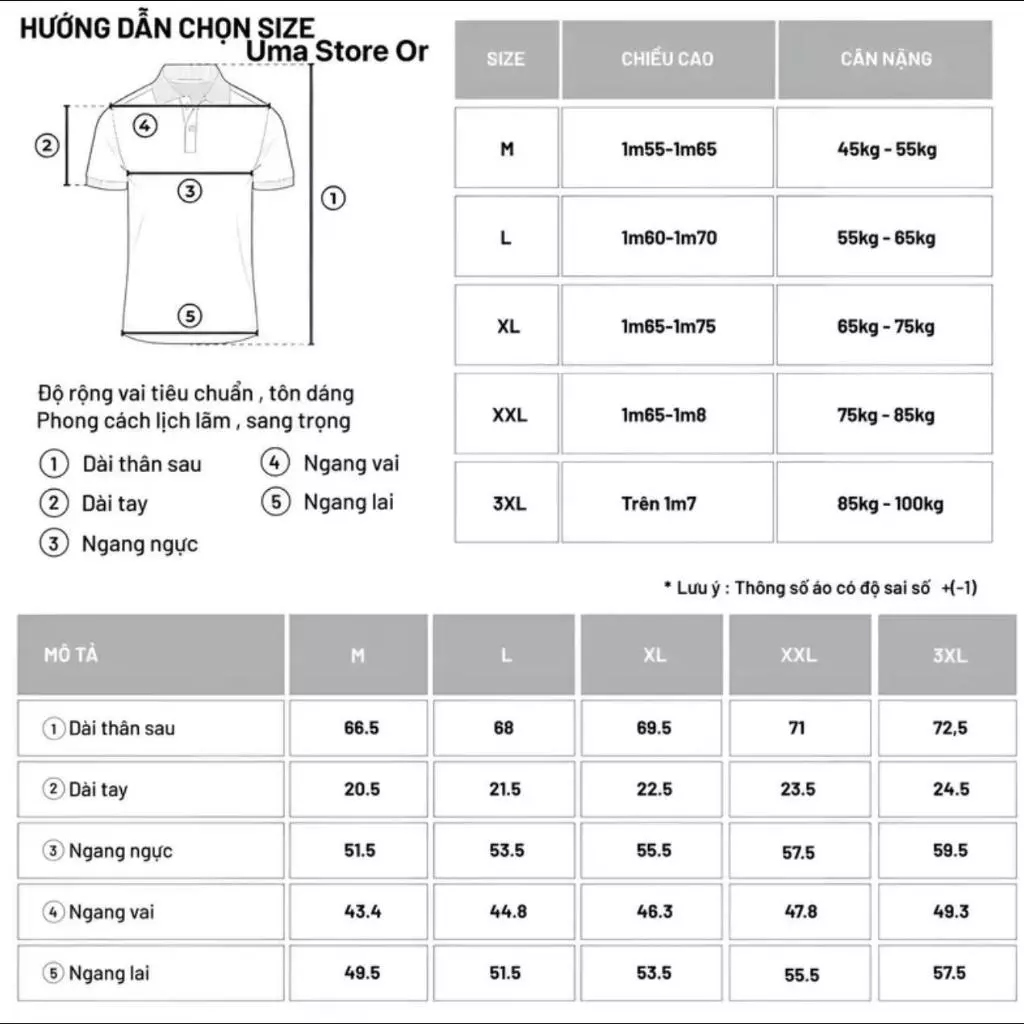 HƯỚNG DẪN CHỌN SIZE
Uma Store Or
4
2
3
1
5
Độ rộng vai tiêu chuẩn , tôn dáng
Phong cách lịch lãm , sang trọng
1 Dài thân sau
2 Dài tay
3 Ngang ngực
4 Ngang vai
5 Ngang lai
SIZE CHIỀU CAO CÂN NẶNG
M 1m55-1m65 45kg - 55kg
L 1m60-1m70 55kg - 65kg
XL 1m65-1m75 65kg - 75kg
XXL 1m65-1m8 75kg - 85kg
3XL Trên 1m7 85kg - 100kg
* Lưu ý : Thông số áo có độ sai số +(-1)
MÔ TẢ M L XL XXL 3XL
1 Dài thân sau 66.5 68 69.5 71 72,5
2 Dài tay 20.5 21.5 22.5 23.5 24.5
3 Ngang ngực 51.5 53.5 55.5 57.5 59.5
4 Ngang vai 43.4 44.8 46.3 47.8 49.3
5 Ngang lai 49.5 51.5 53.5 55.5 57.5